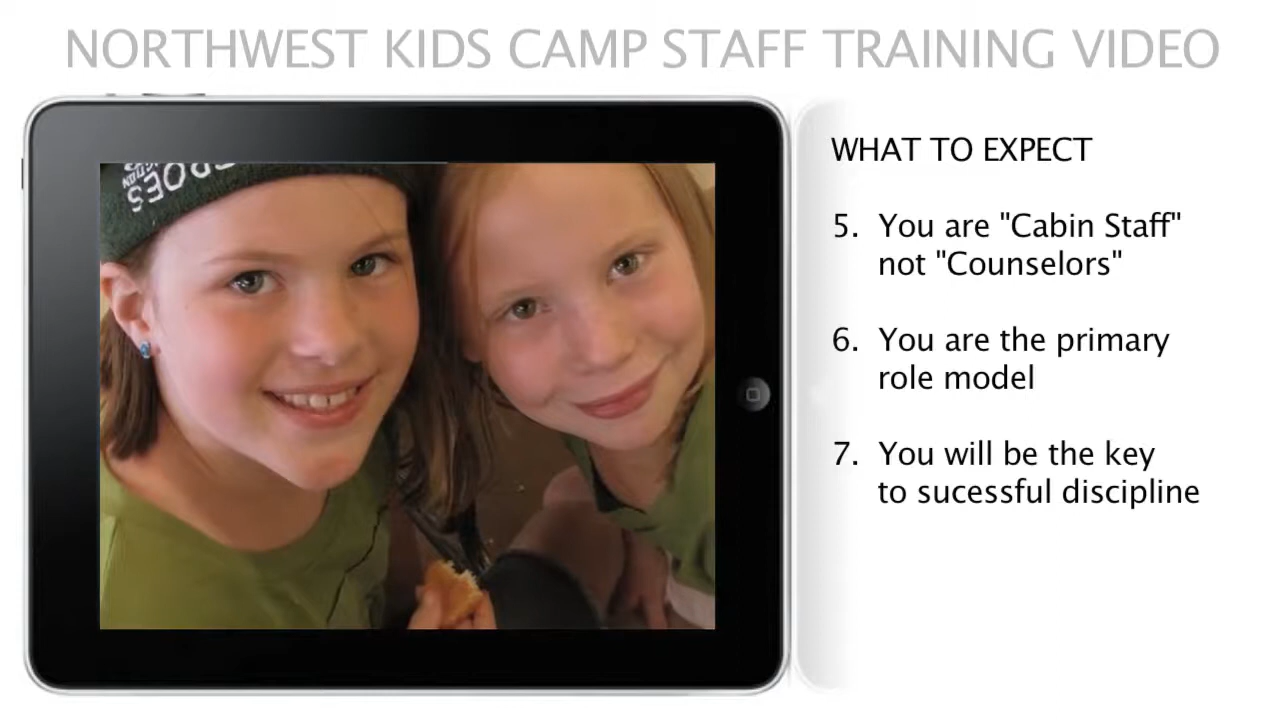 NORTHWEST KIDS CAMP STAFF TRAINING VIDEO
WHAT TO EXPECT
5. You are "Cabin Staff"
not "Counselors"
6. You are the primary
role model
7. You will be the key
to sucessful discipline